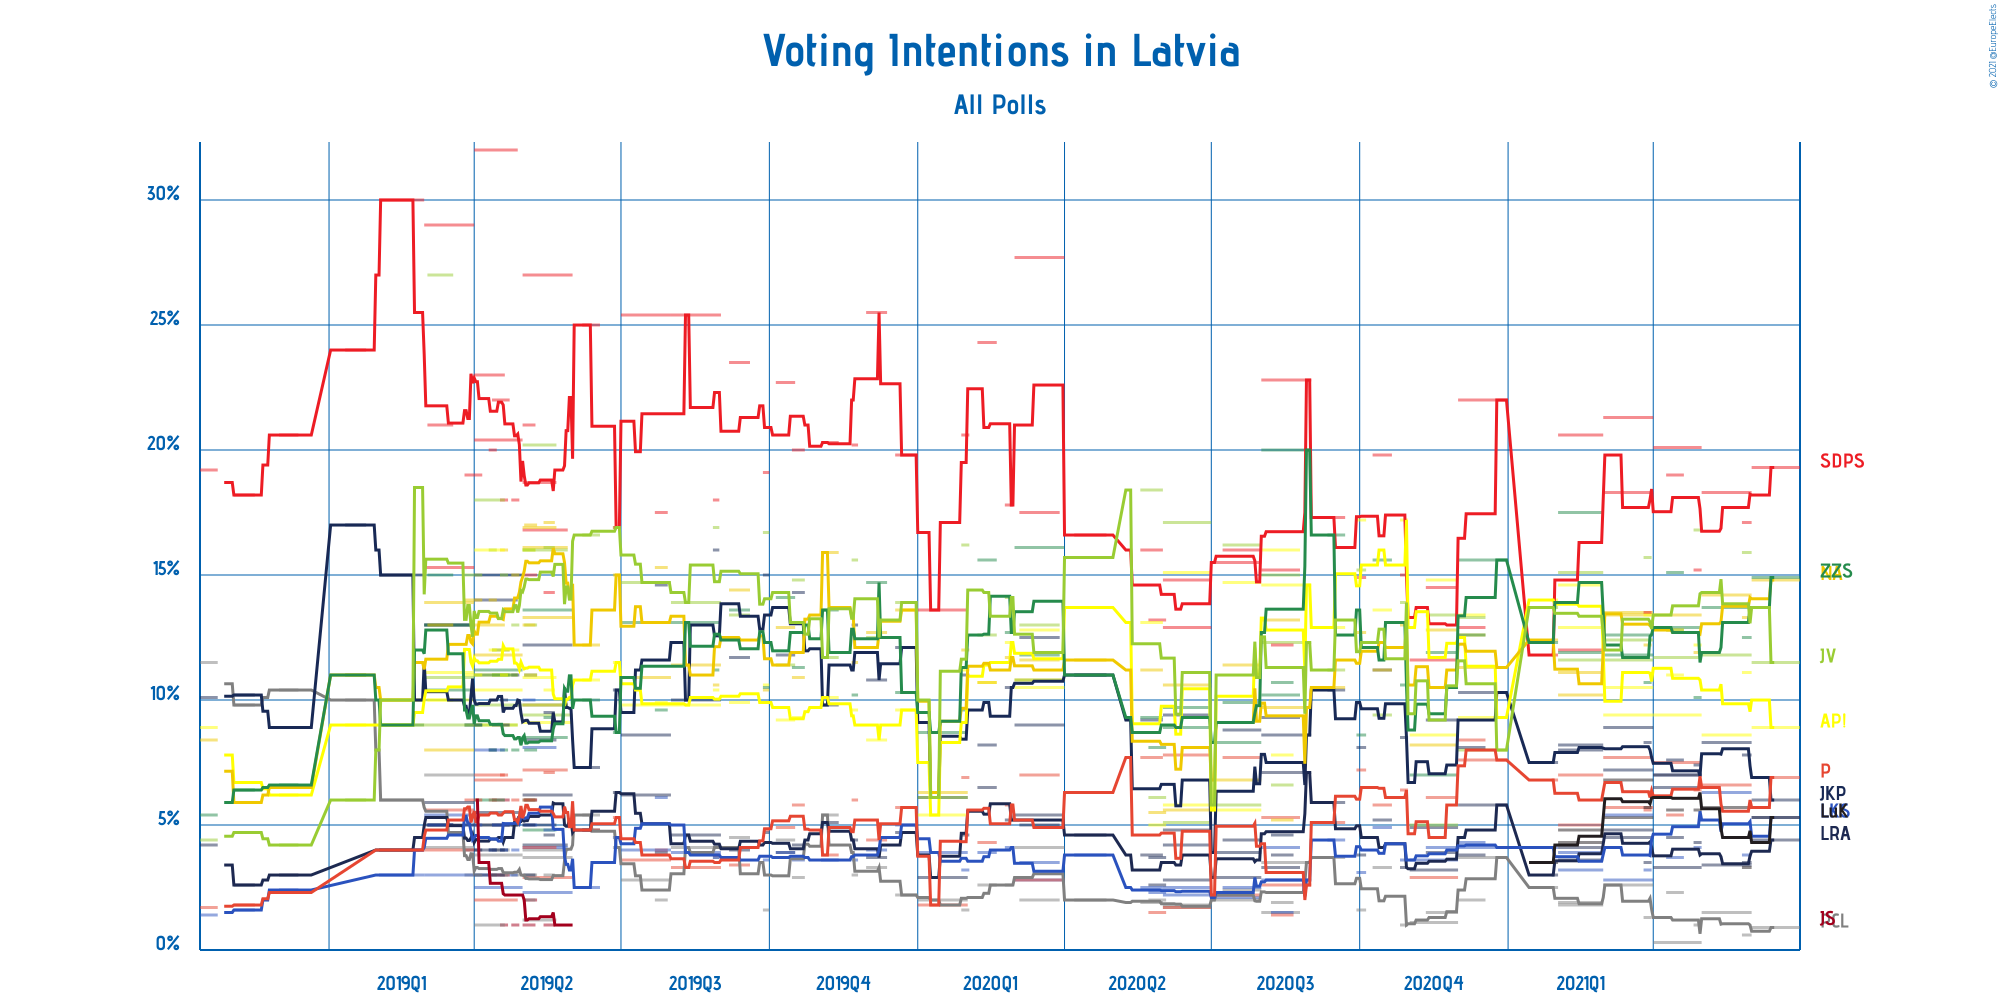 © 2021 @EuropeElects
Voting Intentions in Latvia
All Polls
30%
25%
20%
15%
10%
5%
0%
SDPS
ZZS
JV
API
P
JKP
LRA
JS
2019Q1
2019Q2
2019Q3
2019Q4
2020Q1
2020Q2
2020Q3
2020Q4
2021Q1